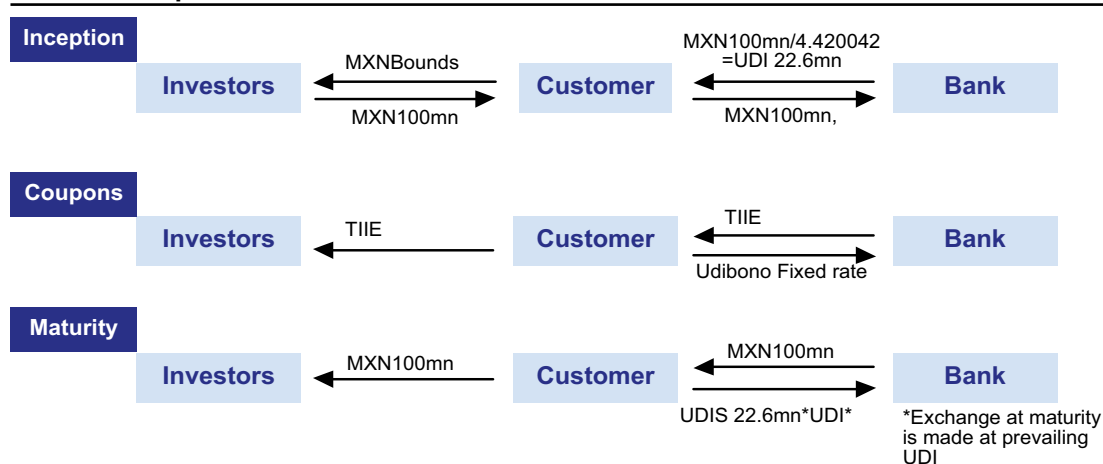 Inception
MXN100mn/4.420042
=UDI 22.6mn
MXNBounds
Investors
Customer
Bank
MXN100mn
MXN100mn,
Coupons
TIIE
TIIE
Investors
Customer
Bank
Udibono Fixed rate
Maturity
MXN100mn
MXN100mn
Investors
Customer
Bank
UDIS 22.6mn*UDI*
*Exchange at maturity
is made at prevailing
UDI